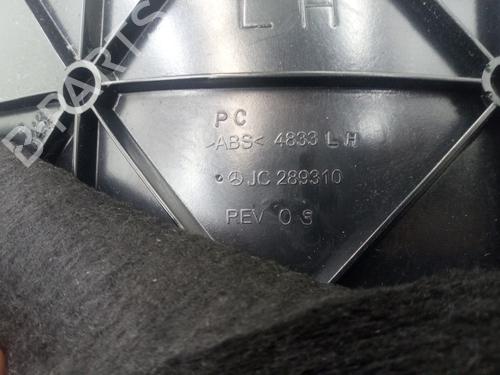 LH
B-PARTS
PC
>ABS< 4833 LH
JC 289310
REV 0 S